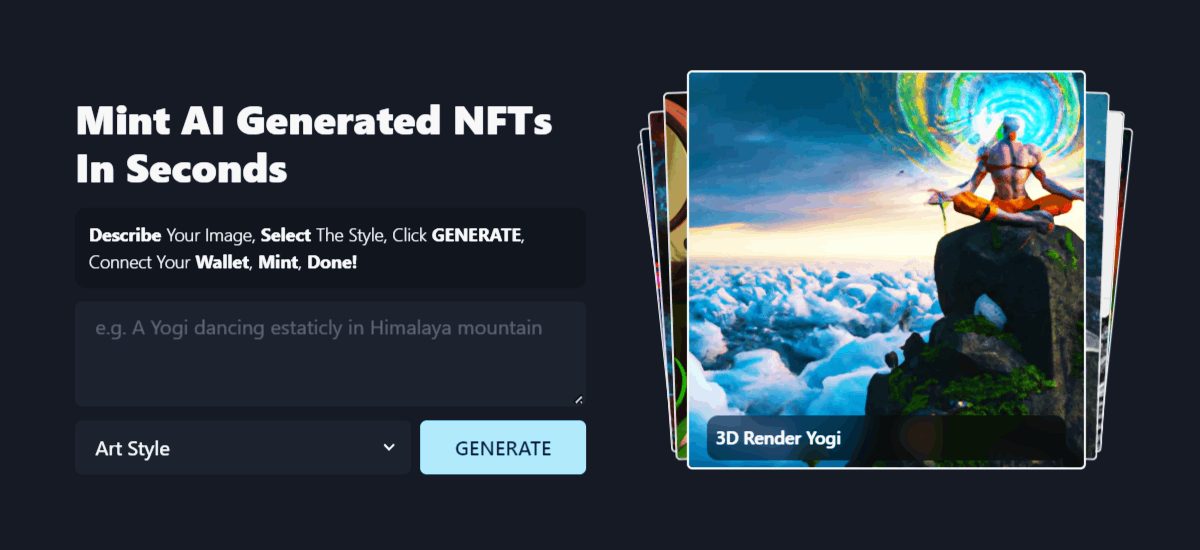 Mint AI Generated NFTs
In Seconds
Describe Your Image, Select The Style, Click GENERATE,
Connect Your Wallet, Mint, Done!
e.g. A Yogi dancing estaticly in Himalaya mountain
Art Style
GENERATE
3D Render Yogi